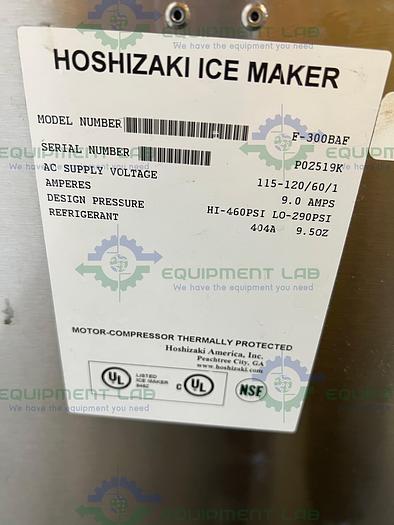 HOSHIZAKI ICE MAKER
MODEL NUMBER F-300BAF
SERIAL NUMBER P02519K
AC SUPPLY VOLTAGE 115-120/60/1
AMPERES 9.0 AMPS
DESIGN PRESSURE HI-460PSI LO-290PSI
REFRIGERANT 404A 9.5OZ
MOTOR-COMPRESSOR THERMALLY PROTECTED
Hoshizaki America, Inc.
Peachtree City, GA
www.hoshizaki.com
UL LISTED
ICE MAKER
946Z
C UL
NSF
EQUIPMENT LAB
We have the equipment you need